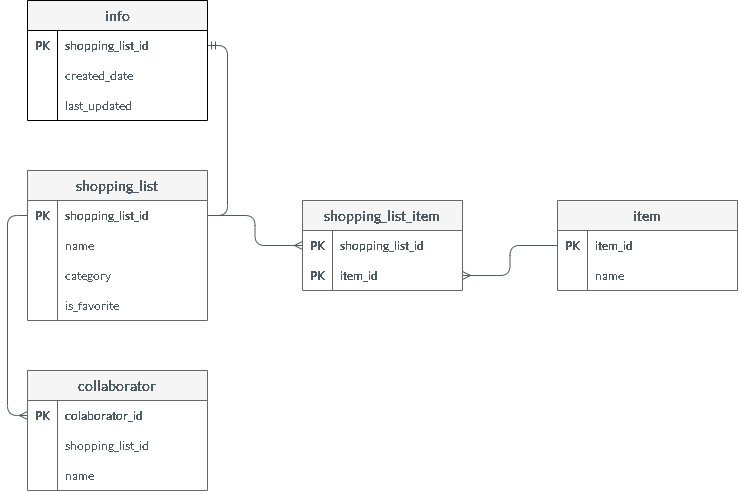 info
PK shopping_list_id
created_date
last_updated
shopping_list
PK shopping_list_id
name
category
is_favorite
shopping_list_item
PK shopping_list_id
PK item_id
item
PK item_id
name
collaborator
PK colaborator_id
shopping_list_id
name